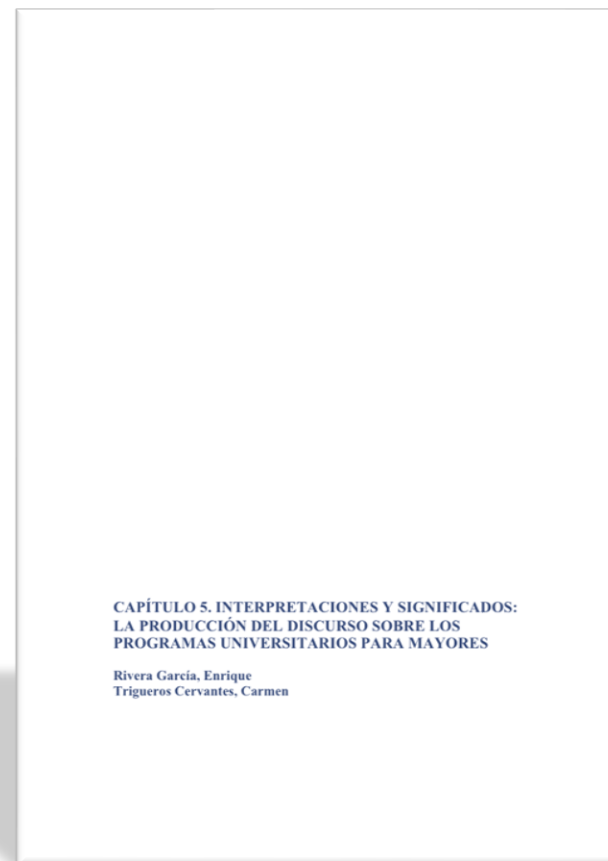 CAPÍTULO 5. INTERPRETACIONES Y SIGNIFICADOS:
LA PRODUCCIÓN DEL DISCURSO SOBRE LOS
PROGRAMAS UNIVERSITARIOS PARA MAYORES
Rivera García, Enrique
Trigueros Cervantes, Carmen